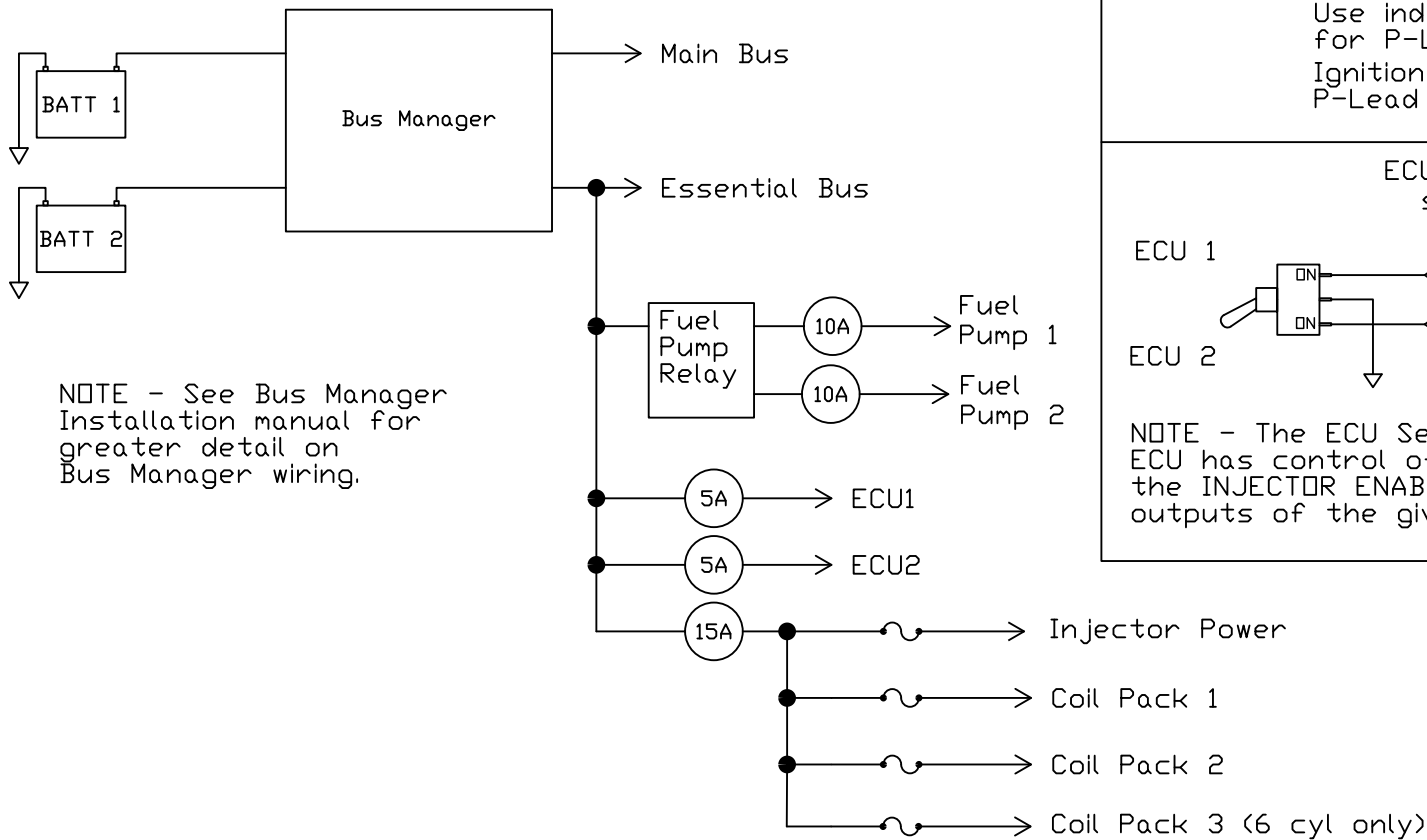 BATT 1
BATT 2
Bus Manager
Main Bus
Essential Bus
NOTE - See Bus Manager
Installation manual for
greater detail on
Bus Manager wiring.
Fuel
Pump
Relay
10A
Fuel
Pump 1
10A
Fuel
Pump 2
5A
ECU1
5A
ECU2
15A
Injector Power
Coil Pack 1
Coil Pack 2
Coil Pack 3 (6 cyl only)
Use ind
for P-L
Ignition
P-Lead
ECU
s
ECU 1
ON
ON
ECU 2
NOTE - The ECU Se
ECU has control o
the INJECTOR ENAB
outputs of the giv